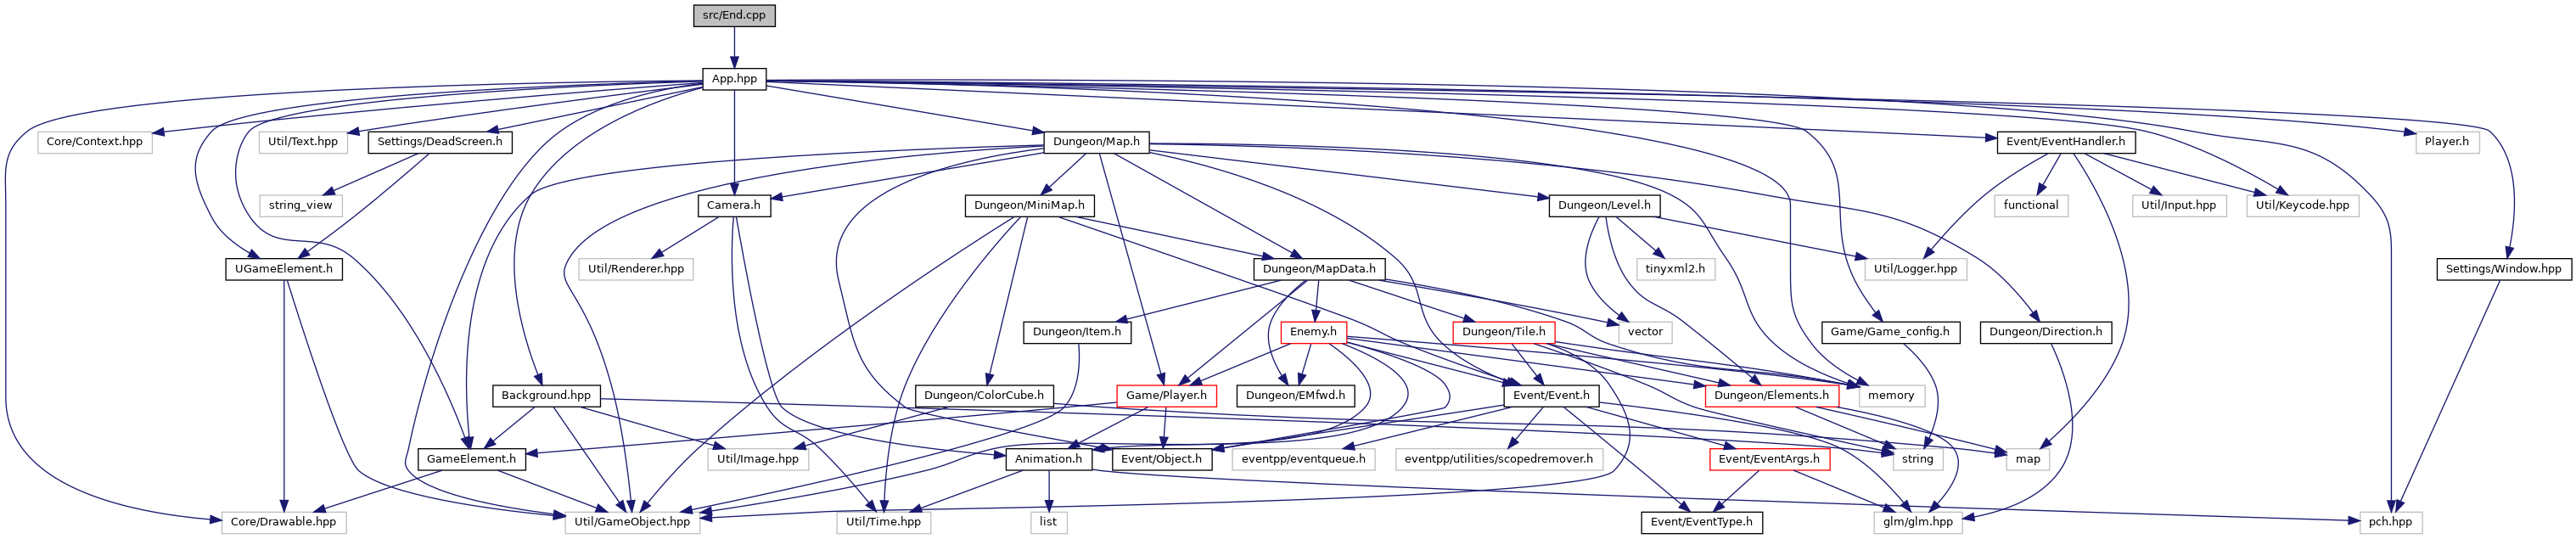 src/End.cpp
App.hpp
Core/Context.hpp
Util/Text.hpp
Settings/DeadScreen.h
Dungeon/Map.h
Event/EventHandler.h
Player.h
string_view
Camera.h
Dungeon/MiniMap.h
Dungeon/Level.h
functional
Util/Input.hpp
Util/Keycode.hpp
UGameElement.h
Util/Renderer.hpp
Dungeon/MapData.h
tinyxml2.h
Util/Logger.hpp
Settings/Window.hpp
Dungeon/Item.h
Enemy.h
Dungeon/Tile.h
vector
Game/Game_config.h
Dungeon/Direction.h
Background.hpp
Dungeon/ColorCube.h
Game/Player.h
Dungeon/EMfwd.h
Event/Event.h
Dungeon/Elements.h
memory
GameElement.h
Util/Image.hpp
Animation.h
Event/Object.h
eventpp/eventqueue.h
eventpp/utilities/scopedremover.h
Event/EventArgs.h
string
map
Core/Drawable.hpp
Util/GameObject.hpp
Util/Time.hpp
list
Event/EventType.h
glm/glm.hpp
pch.hpp